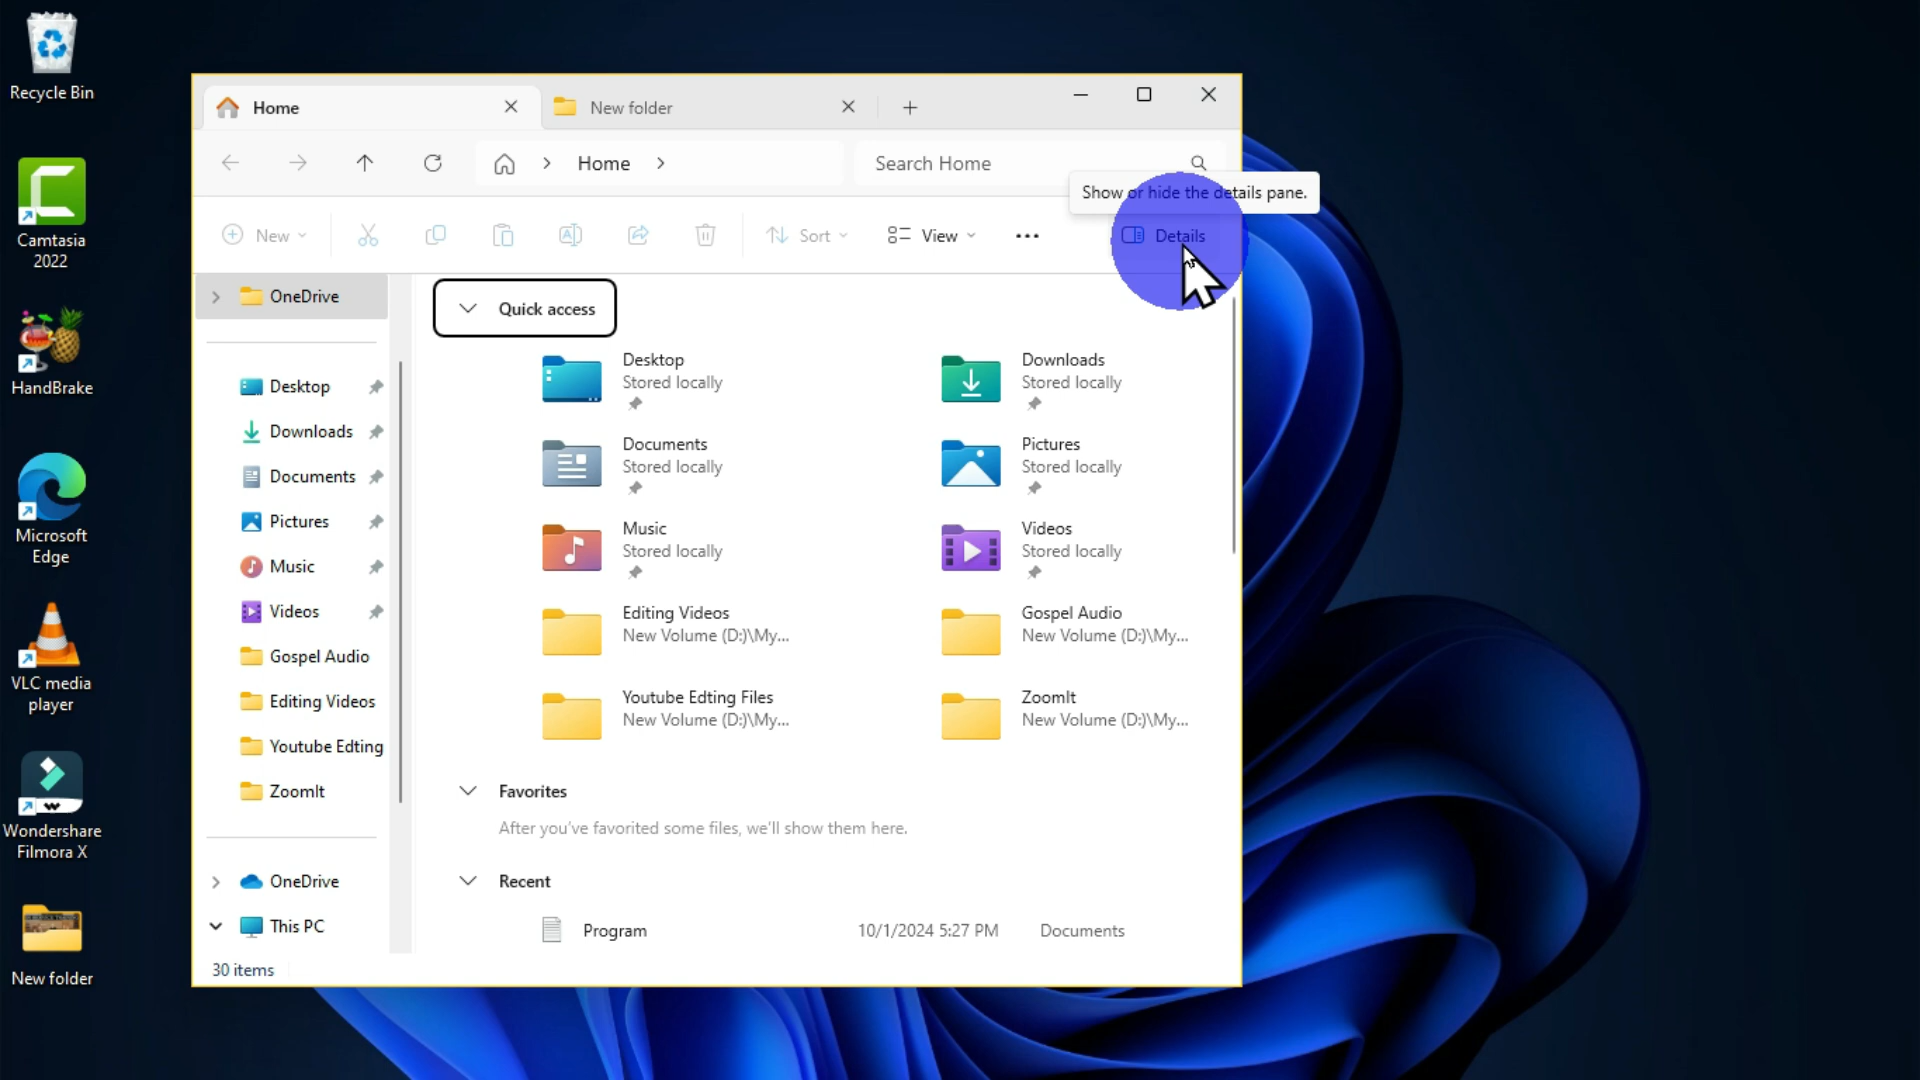 Recycle Bin
Camtasia
2022
HandBrake
Microsoft
Edge
VLC media
player
Wondershare
Filmora X
New folder
Home
New folder
Home
Search Home
Show or hide the details pane.
New
Sort
View
Details
OneDrive
Desktop
Downloads
Documents
Pictures
Music
Videos
Gospel Audio
Editing Videos
Youtube Edting
ZoomIt
OneDrive
This PC
Quick access
Desktop
Stored locally
Downloads
Stored locally
Documents
Stored locally
Pictures
Stored locally
Music
Stored locally
Videos
Stored locally
Editing Videos
New Volume (D:)\My...
Gospel Audio
New Volume (D:)\My...
Youtube Edting Files
New Volume (D:)\My...
ZoomIt
New Volume (D:)\My...
Favorites
After you've favorited some files, we'll show them here.
Recent
Program 10/1/2024 5:27 PM Documents
30 items